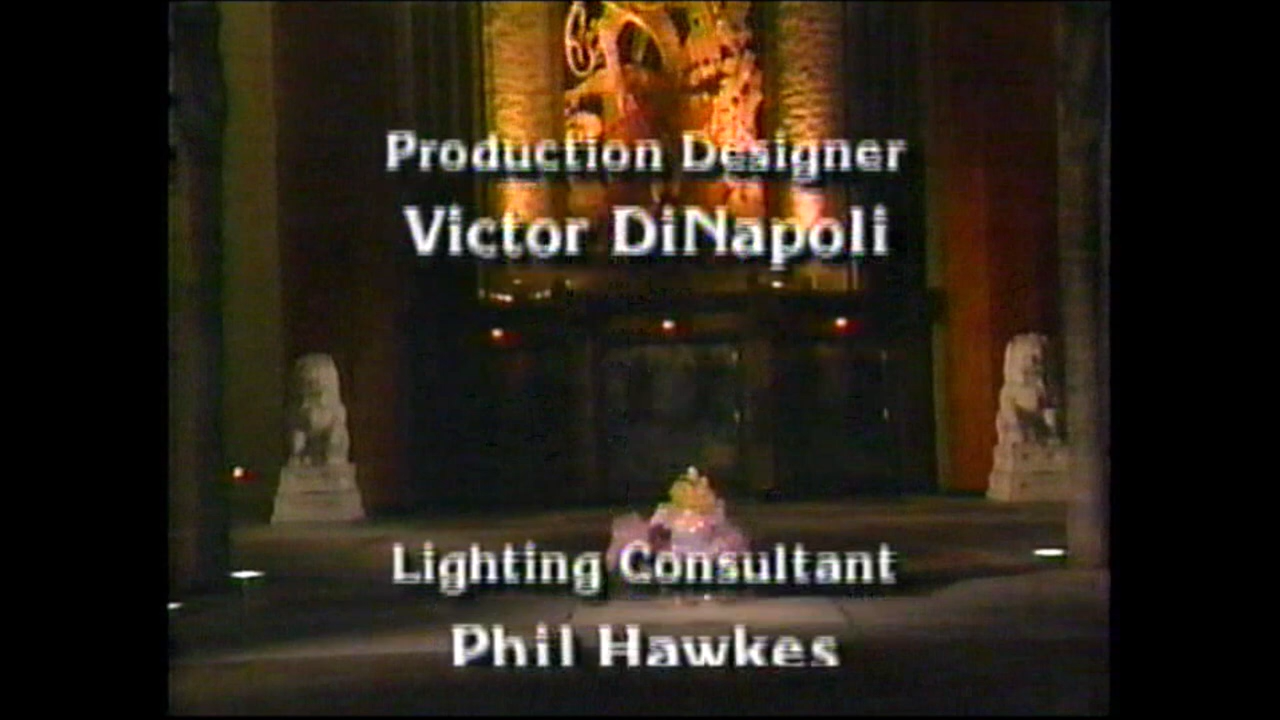 Production Designer
Victor DiNapoli
Lighting Consultant
Phil Hawkes